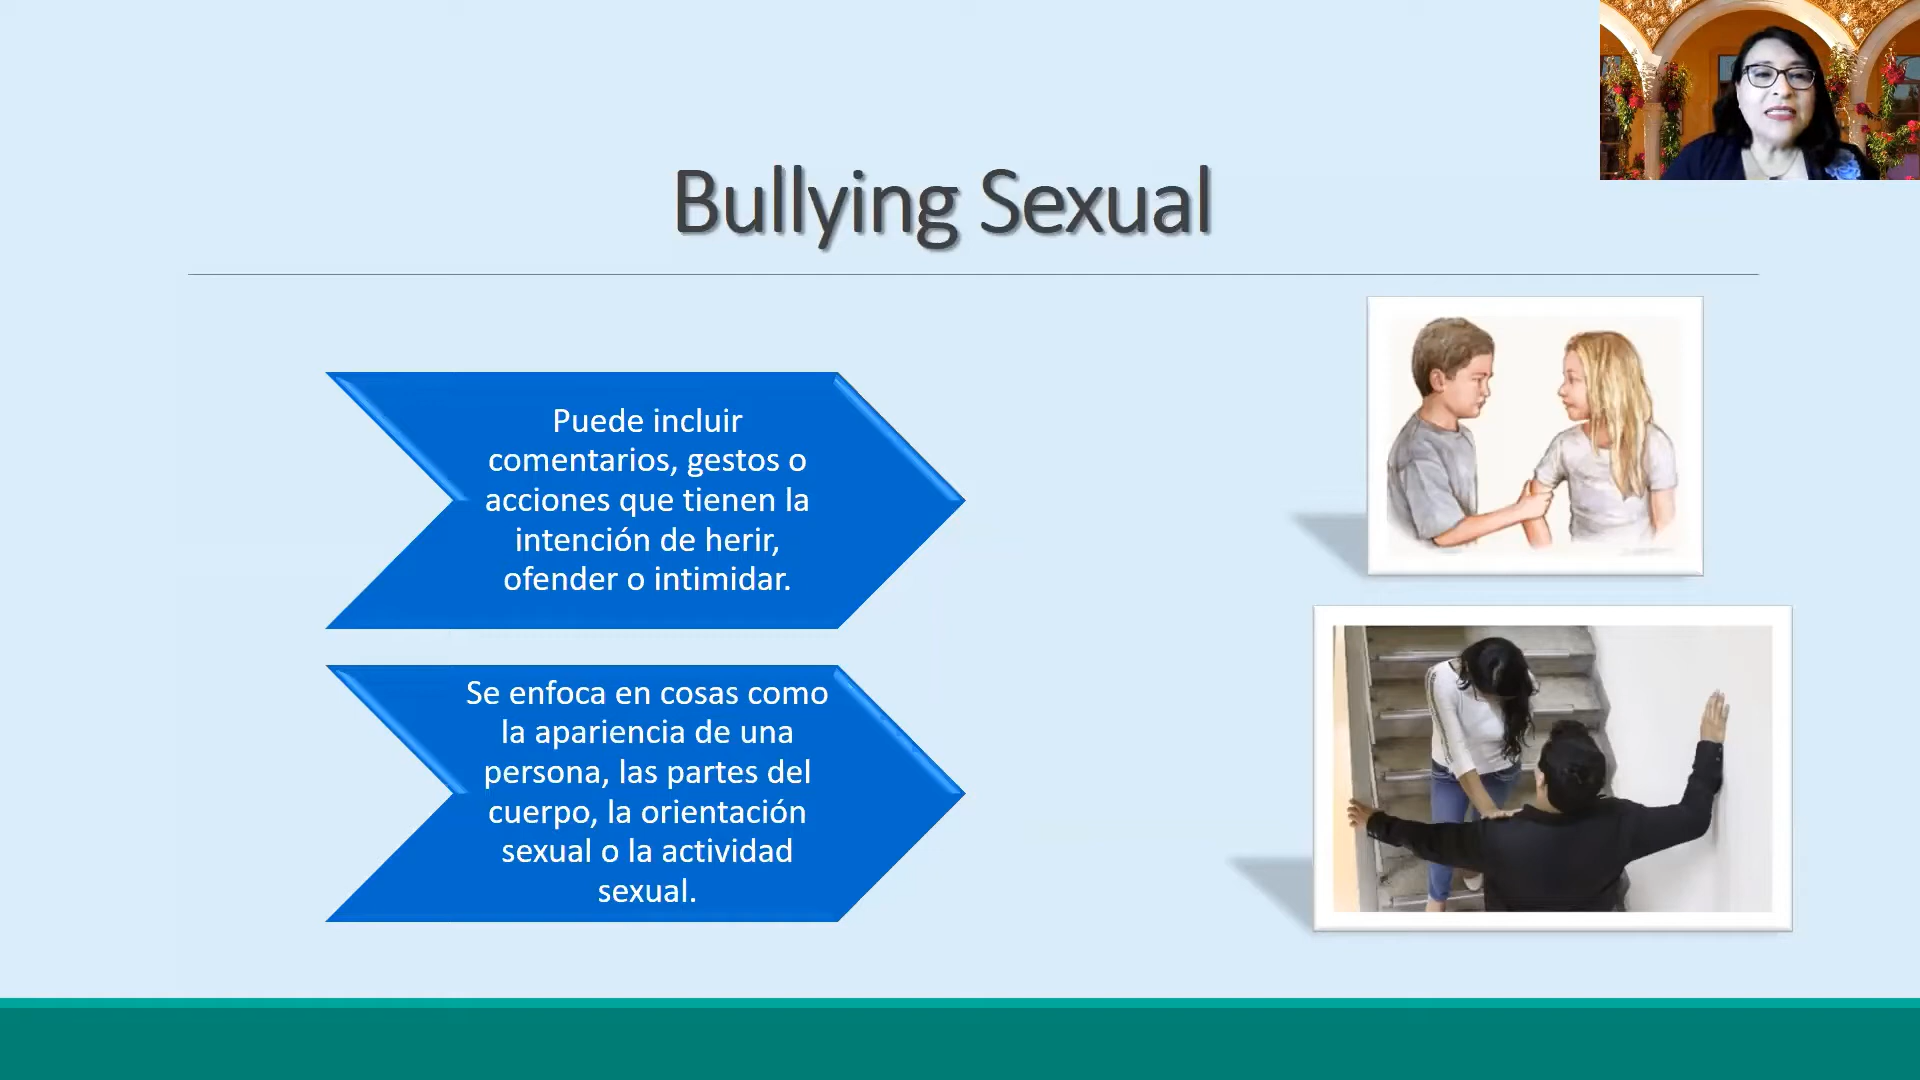 Bullying Sexual
Puede incluir
comentarios, gestos o
acciones que tienen la
intención de herir,
ofender o intimidar.
Se enfoca en cosas como
la apariencia de una
persona, las partes del
cuerpo, la orientación
sexual o la actividad
sexual.